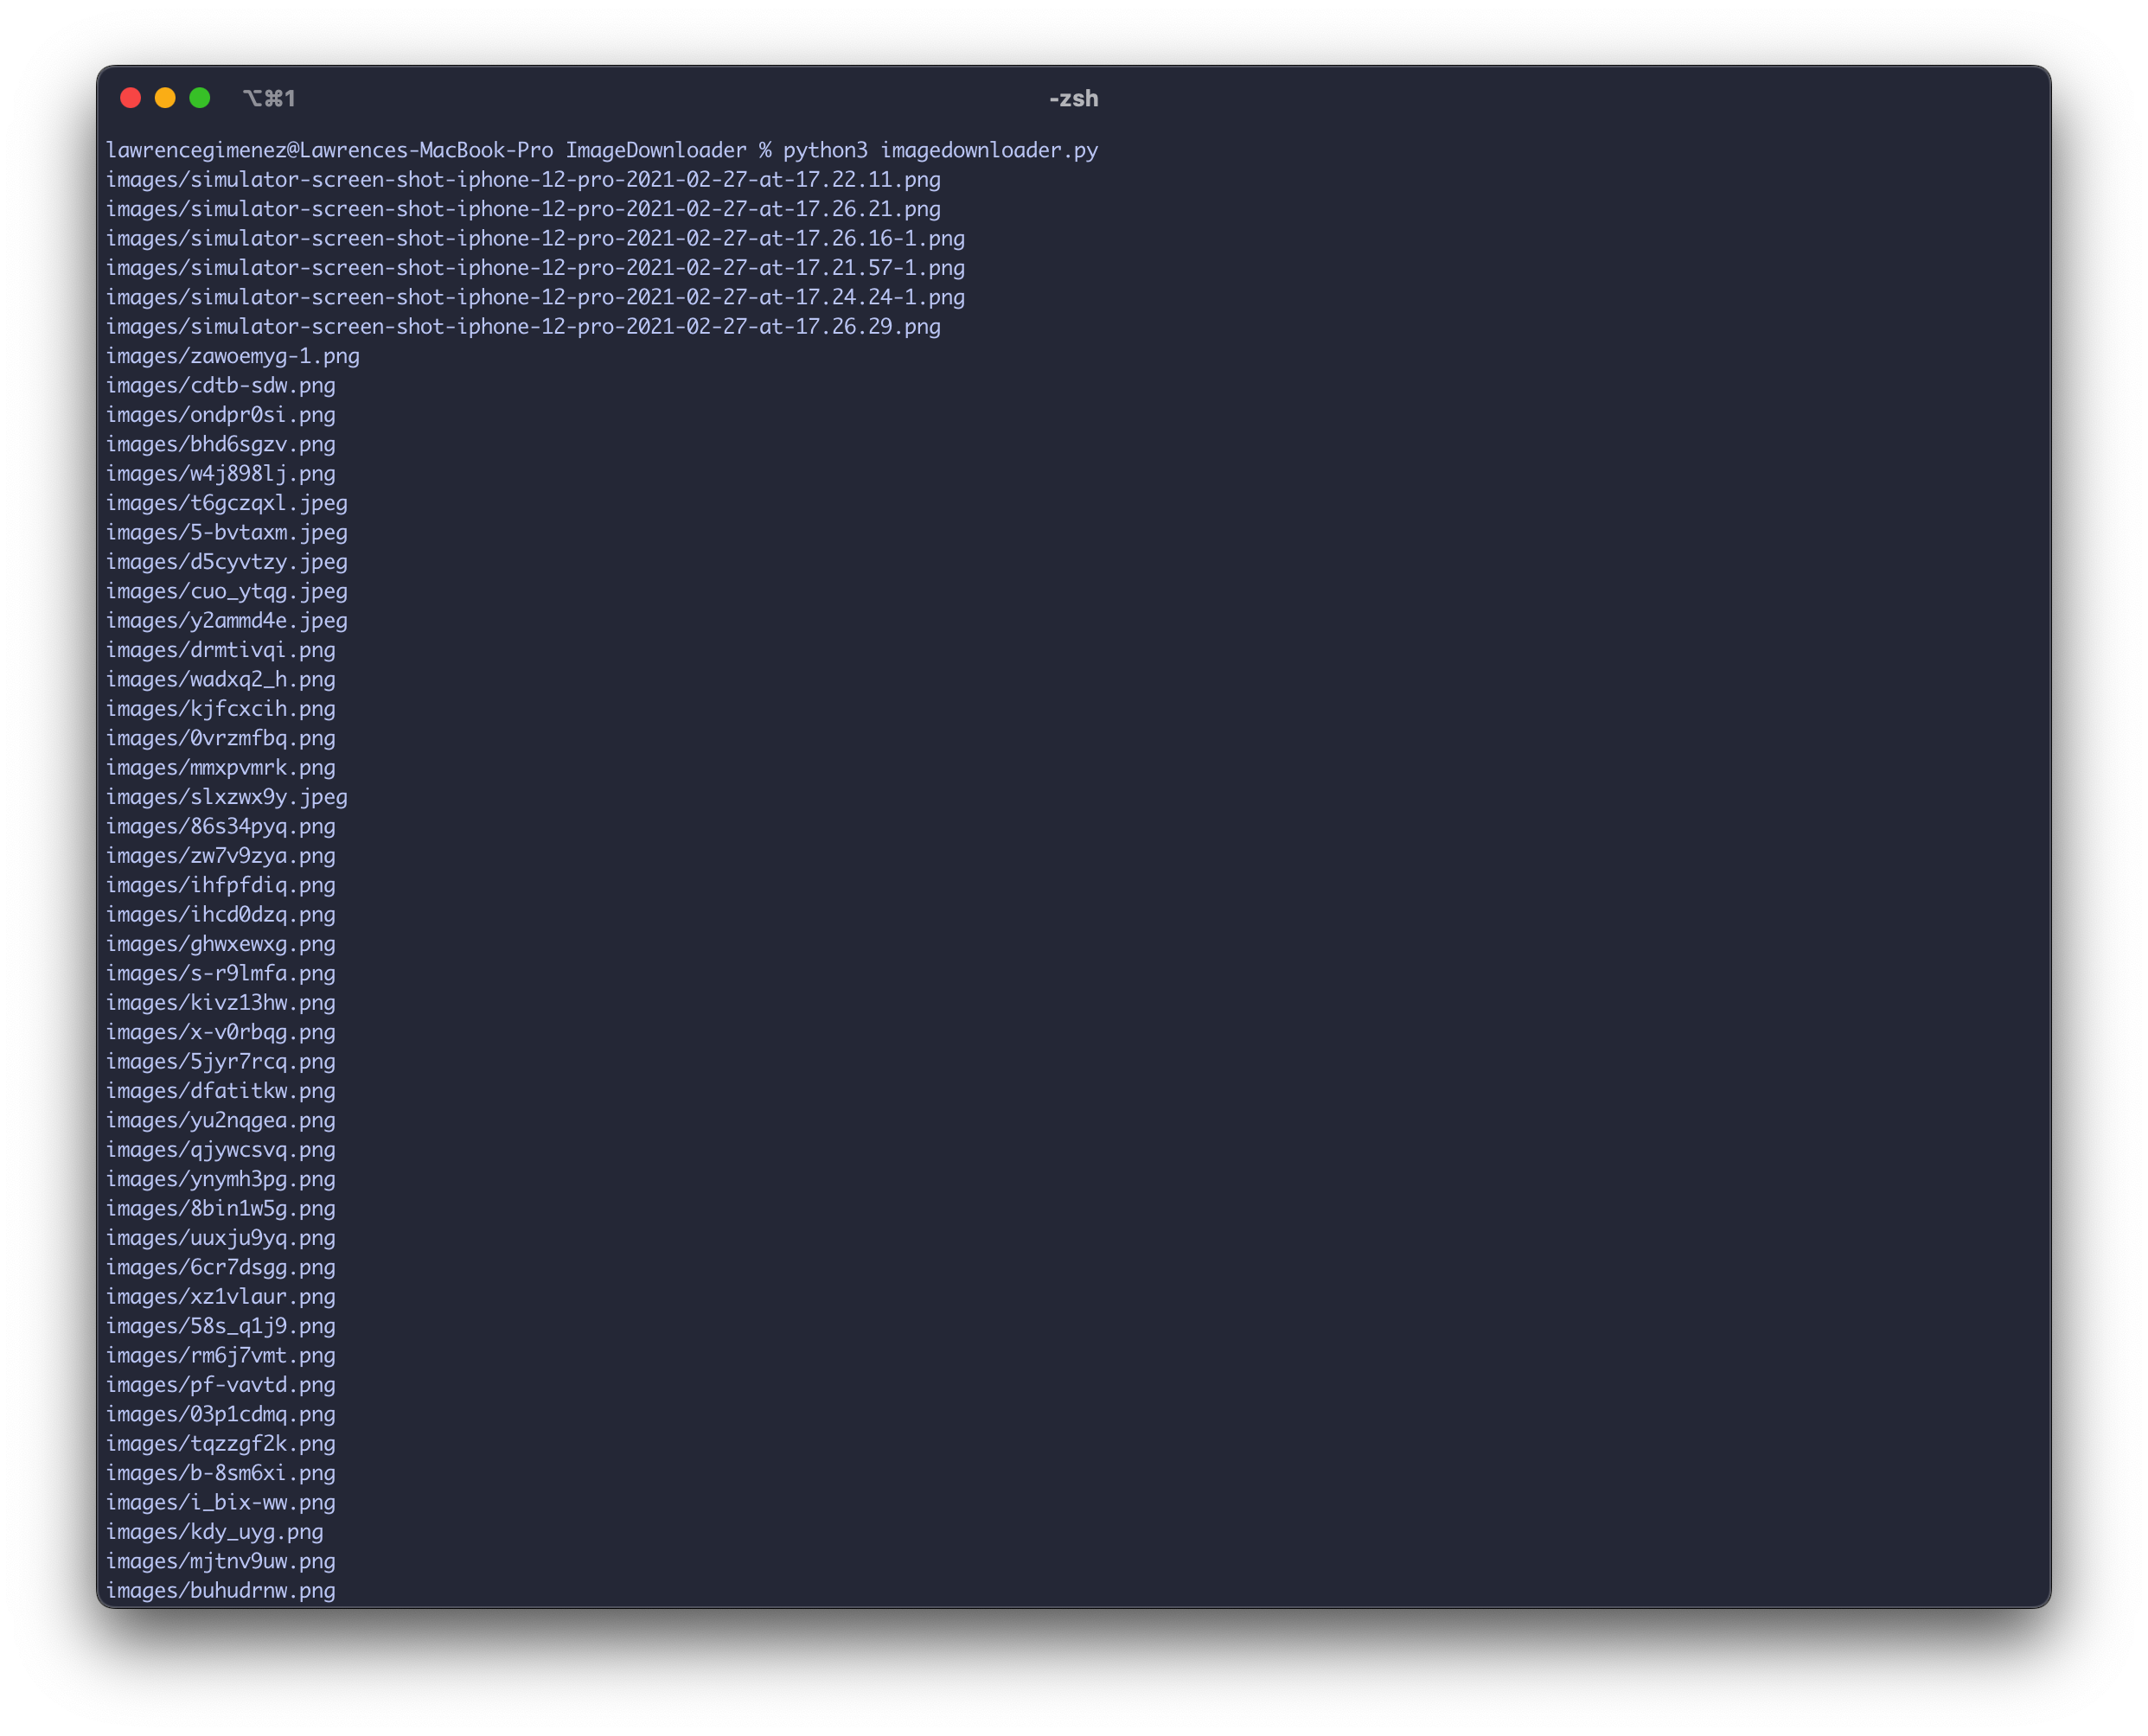 ⌥⌘1
-zsh
lawrencegimenez@Lawrences-MacBook-Pro ImageDownloader % python3 imagedownloader.py
images/simulator-screen-shot-iphone-12-pro-2021-02-27-at-17.22.11.png
images/simulator-screen-shot-iphone-12-pro-2021-02-27-at-17.26.21.png
images/simulator-screen-shot-iphone-12-pro-2021-02-27-at-17.26.16-1.png
images/simulator-screen-shot-iphone-12-pro-2021-02-27-at-17.21.57-1.png
images/simulator-screen-shot-iphone-12-pro-2021-02-27-at-17.24.24-1.png
images/simulator-screen-shot-iphone-12-pro-2021-02-27-at-17.26.29.png
images/zawoemyg-1.png
images/cdtb-sdw.png
images/ondpr0si.png
images/bhd6sgzv.png
images/w4j898lj.png
images/t6gczqxl.jpeg
images/5-bvtaxm.jpeg
images/d5cyvtzy.jpeg
images/cuo_ytqg.jpeg
images/y2ammd4e.jpeg
images/drmtivqi.png
images/wadxq2_h.png
images/kjfcxcih.png
images/0vrzmfbq.png
images/mmxpvmrk.png
images/slxzwx9y.jpeg
images/86s34pyq.png
images/zw7v9zya.png
images/ihfpfdiq.png
images/ihcd0dzq.png
images/ghwxewxg.png
images/s-r9lmfa.png
images/kivz13hw.png
images/x-v0rbqg.png
images/5jyr7rcq.png
images/dfatitkw.png
images/yu2nqgea.png
images/qjywcsvq.png
images/ynymh3pg.png
images/8bin1w5g.png
images/uuxju9yq.png
images/6cr7dsgg.png
images/xz1vlaur.png
images/58s_q1j9.png
images/rm6j7vmt.png
images/pf-vavtd.png
images/03p1cdmq.png
images/tqzzgf2k.png
images/b-8sm6xi.png
images/i_bix-ww.png
images/kdy_uyg.png
images/mjtnv9uw.png
images/buhudrnw.png